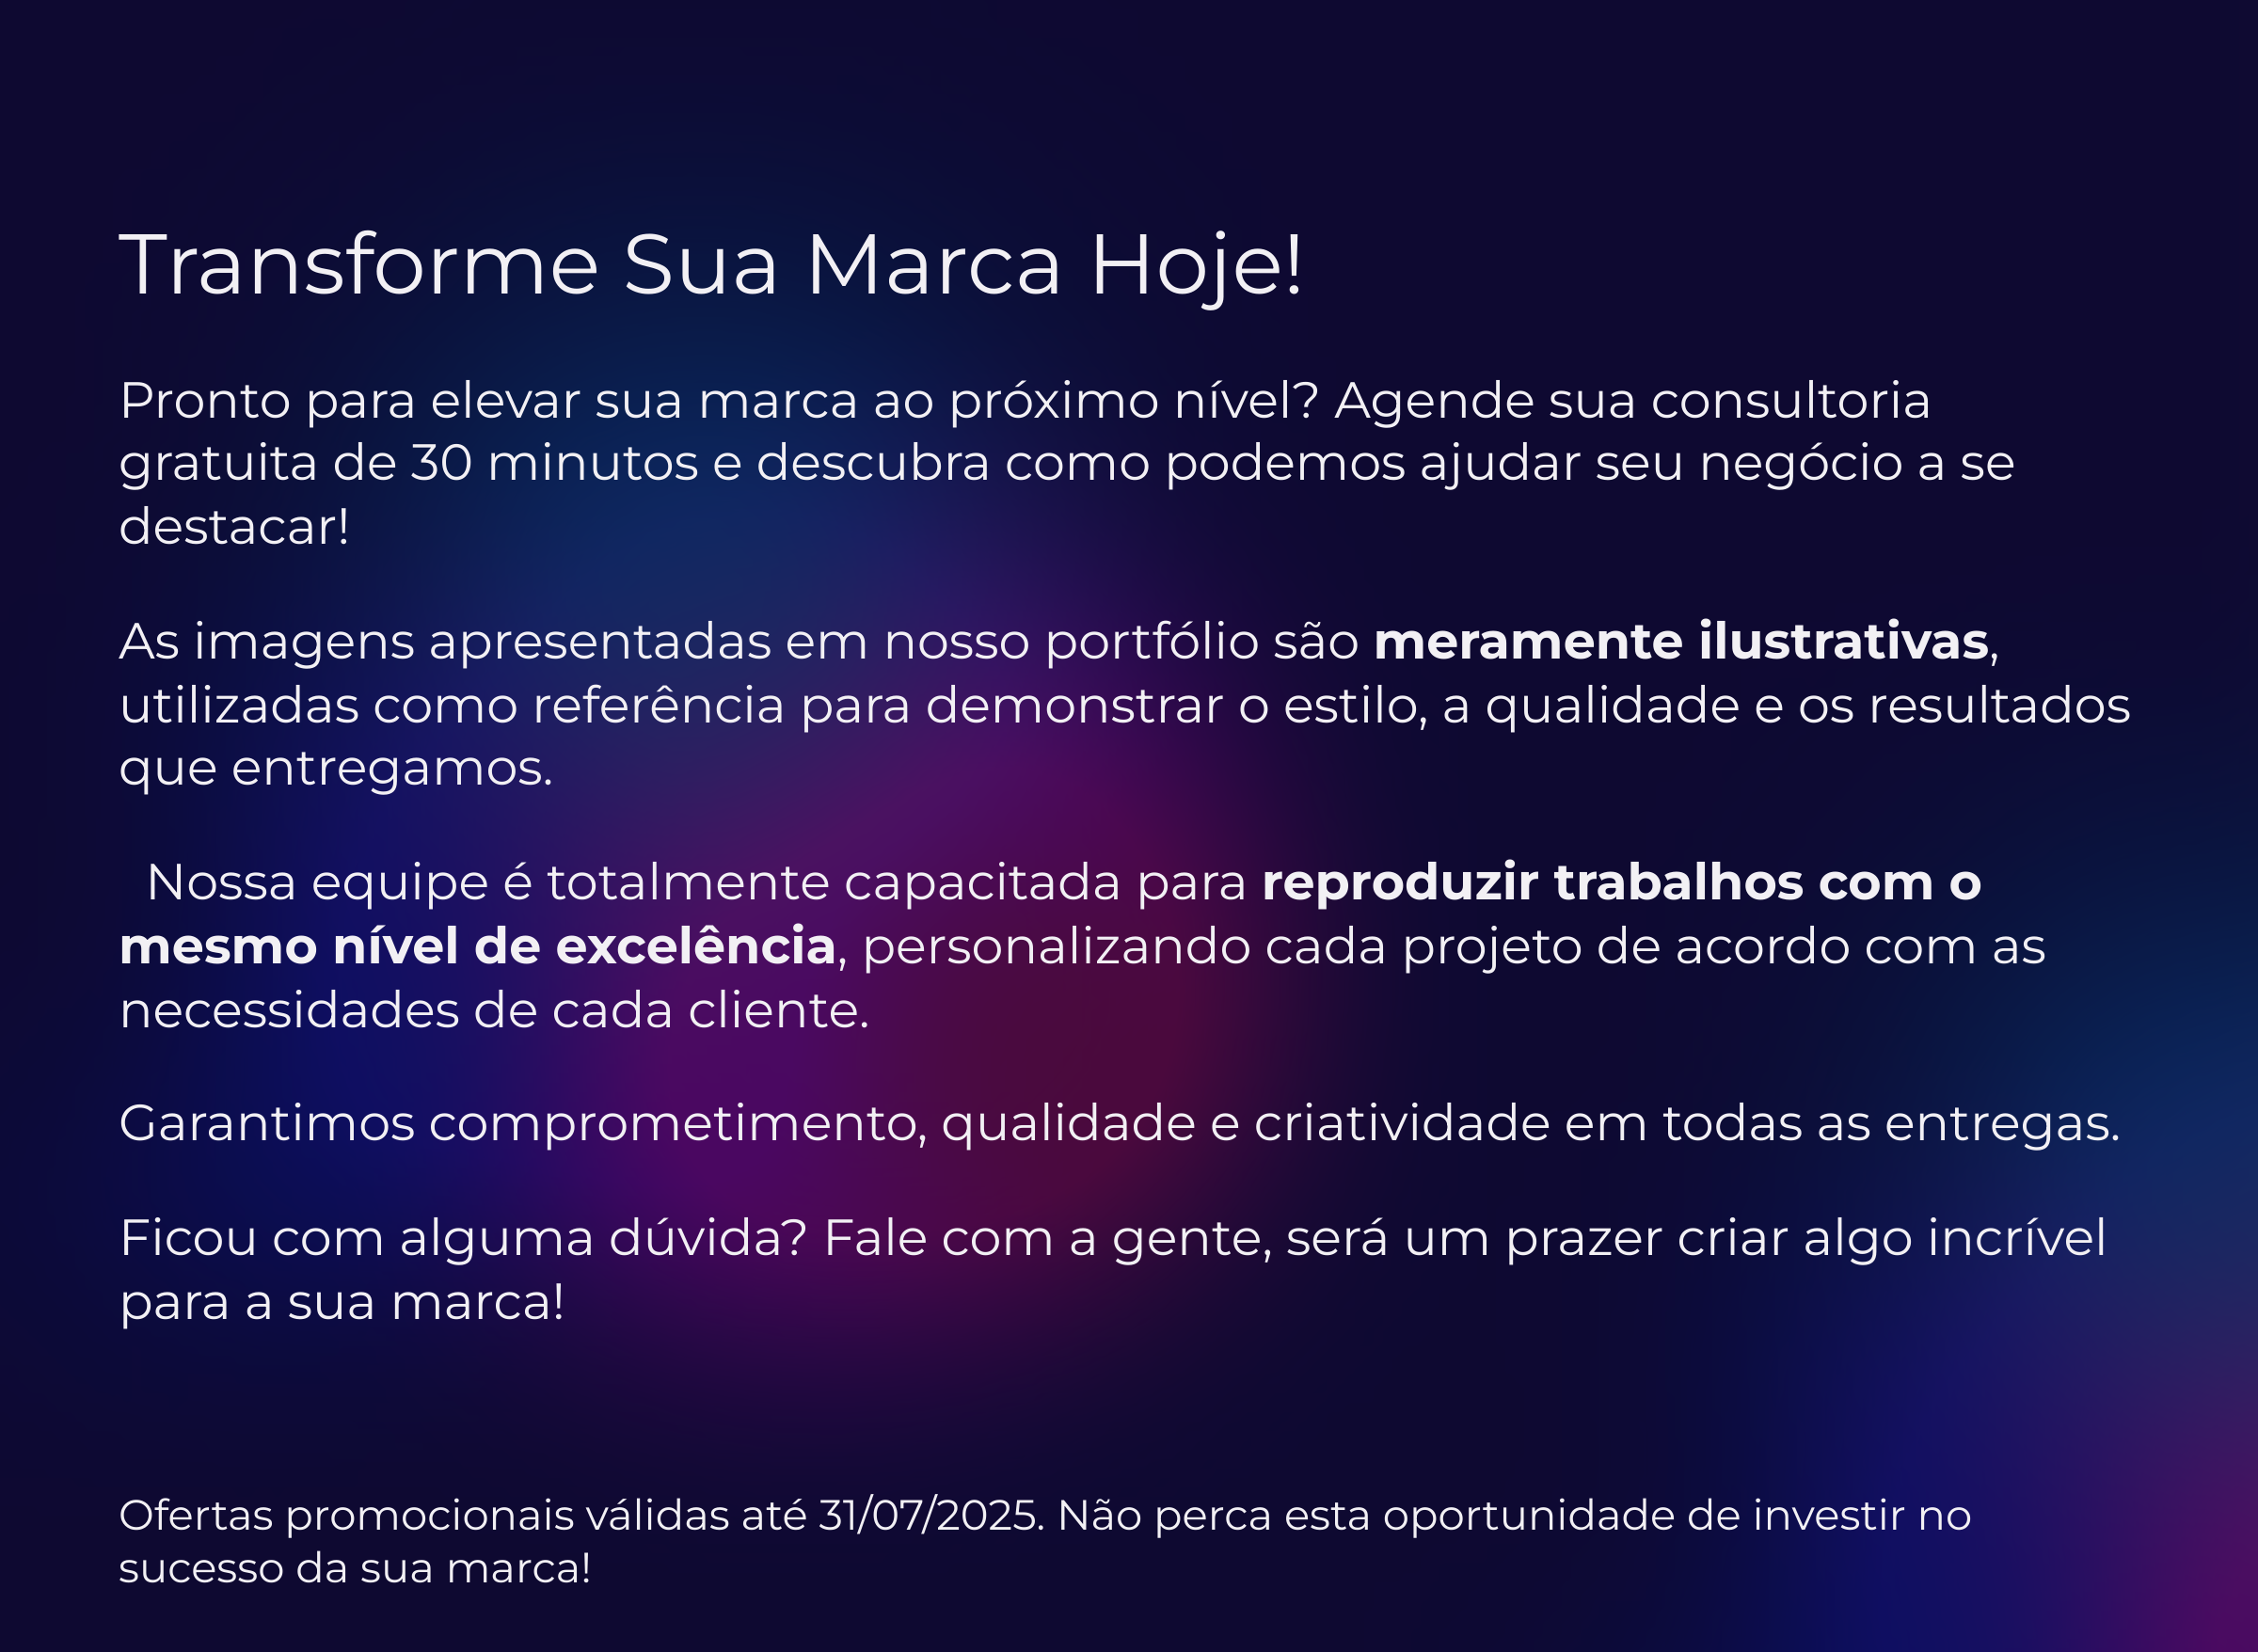 Transforme Sua Marca Hoje!
Pronto para elevar sua marca ao próximo nível? Agende sua consultoria
gratuita de 30 minutos e descubra como podemos ajudar seu negócio a se
destacar!
As imagens apresentadas em nosso portfólio são meramente ilustrativas,
utilizadas como referência para demonstrar o estilo, a qualidade e os resultados
que entregamos.
Nossa equipe é totalmente capacitada para reproduzir trabalhos com o
mesmo nível de excelência, personalizando cada projeto de acordo com as
necessidades de cada cliente.
Garantimos comprometimento, qualidade e criatividade em todas as entregas.
Ficou com alguma dúvida? Fale com a gente, será um prazer criar algo incrível
para a sua marca!
Ofertas promocionais válidas até 31/07/2025. Não perca esta oportunidade de investir no
sucesso da sua marca!